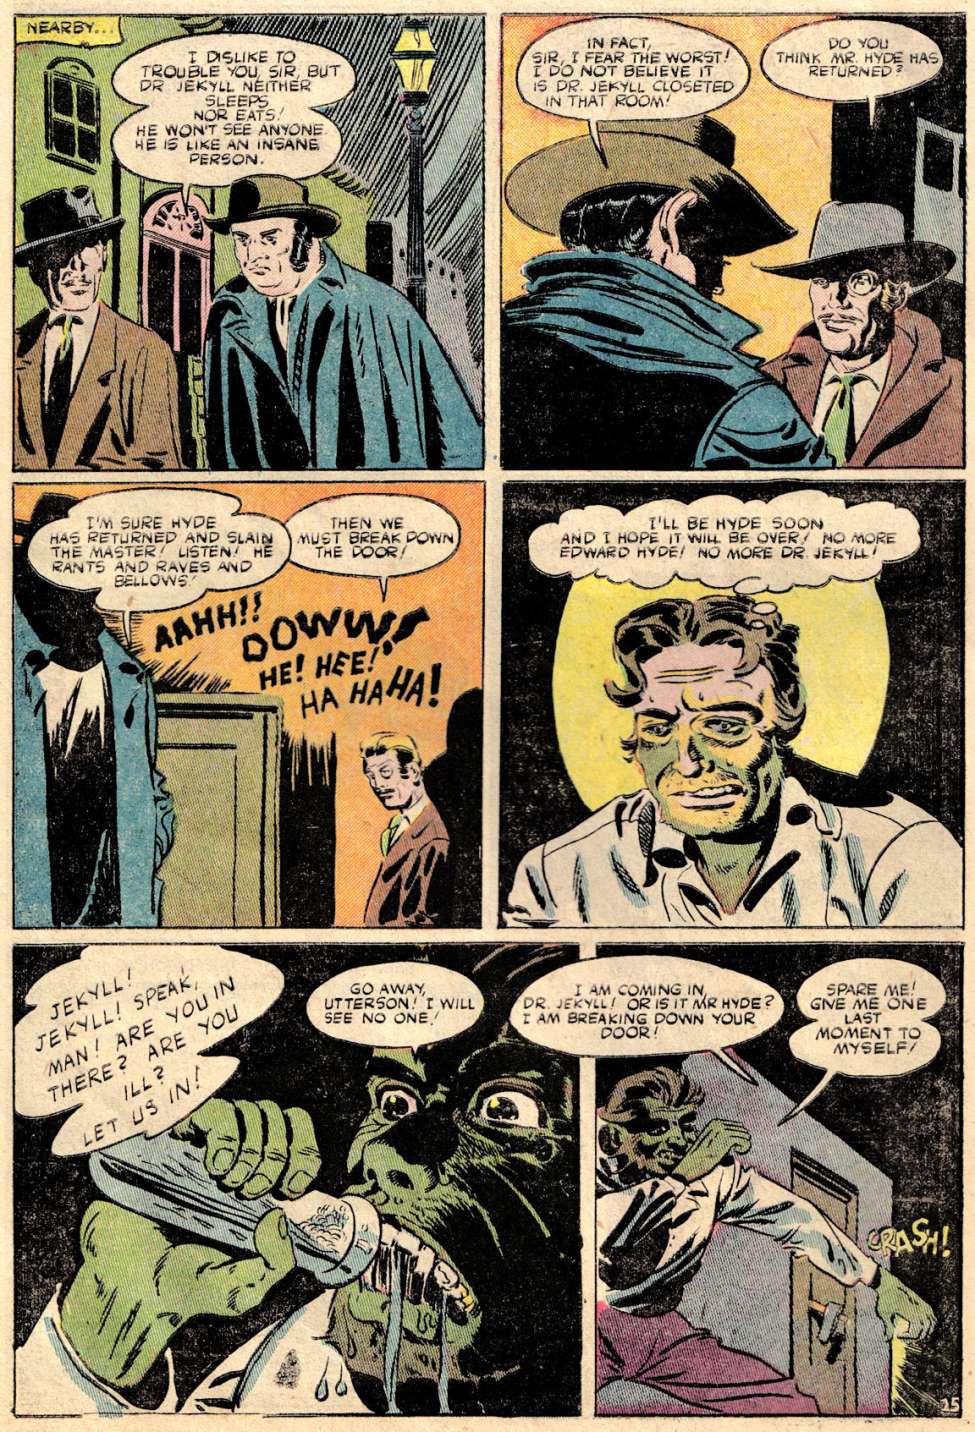 NEARBY...
I DISLIKE TO
TROUBLE YOU, SIR, BUT
DR. JEKYLL NEITHER
SLEEPS
NOR EATS!
HE WON'T SEE ANYONE.
HE IS LIKE AN INSANE
PERSON.
IN FACT,
SIR, I FEAR THE WORST!
I DO NOT BELIEVE IT
IS DR. JEKYLL CLOSETED
IN THAT ROOM!
DO YOU
THINK MR. HYDE HAS
RETURNED?
I'M SURE HYDE
HAS RETURNED AND SLAIN
THE MASTER! LISTEN! HE
RANTS AND RAVES AND
BELLOWS!
THEN WE
MUST BREAK DOWN
THE DOOR!
AAHH!!
DOWW!
HE! HEE!
HA HA HA!
I'LL BE HYDE SOON
AND I HOPE IT WILL BE OVER! NO MORE
EDWARD HYDE! NO MORE DR. JEKYLL!
JEKYLL!
JEKYLL! SPEAK,
MAN! ARE YOU IN
THERE? ARE YOU
ILL?
LET US IN!
GO AWAY,
UTTERSON! I WILL
SEE NO ONE!
I AM COMING IN,
DR. JEKYLL! OR IS IT MR HYDE?
I AM BREAKING DOWN YOUR
DOOR!
SPARE ME!
GIVE ME ONE
LAST
MOMENT TO
MYSELF!
CRASH!
25